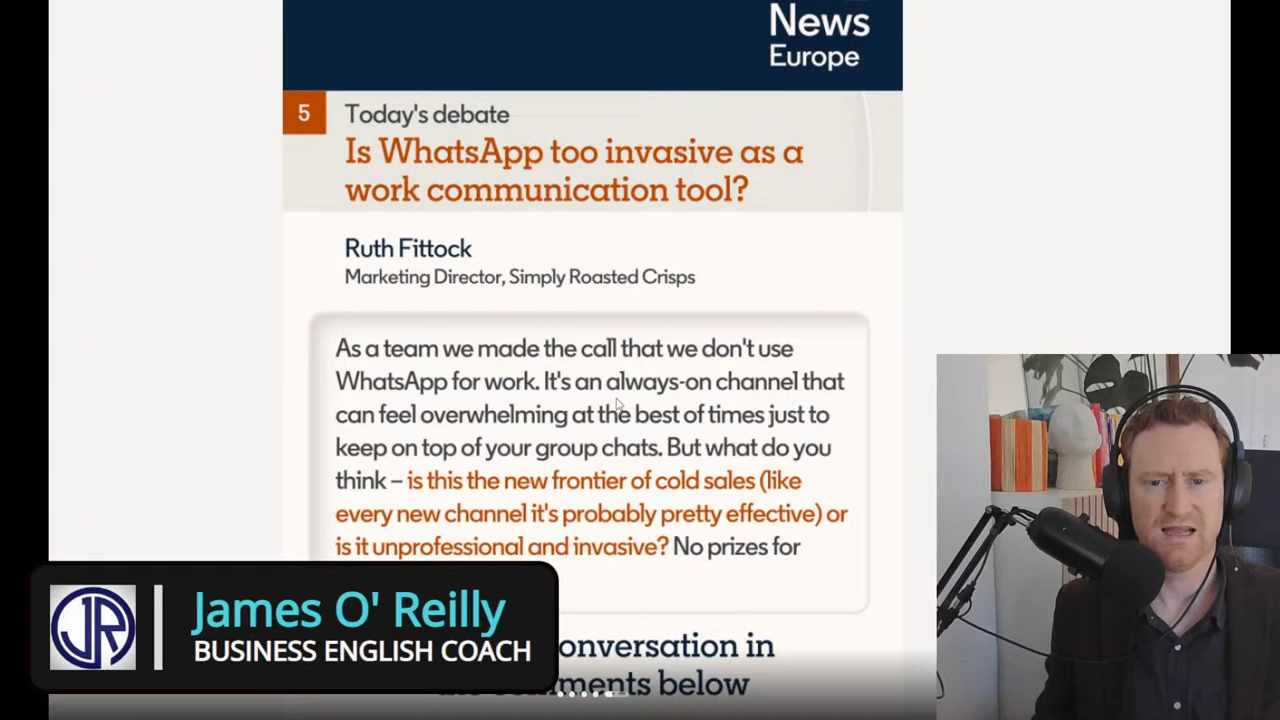 News
Europe
5
Today's debate
Is WhatsApp too invasive as a
work communication tool?
Ruth Fittock
Marketing Director, Simply Roasted Crisps
As a team we made the call that we don't use
WhatsApp for work. It's an always-on channel that
can feel overwhelming at the best of times just to
keep on top of your group chats. But what do you
think – is this the new frontier of cold sales (like
every new channel it's probably pretty effective) or
is it unprofessional and invasive? No prizes for
onversation in
below
JR
James O' Reilly
BUSINESS ENGLISH COACH